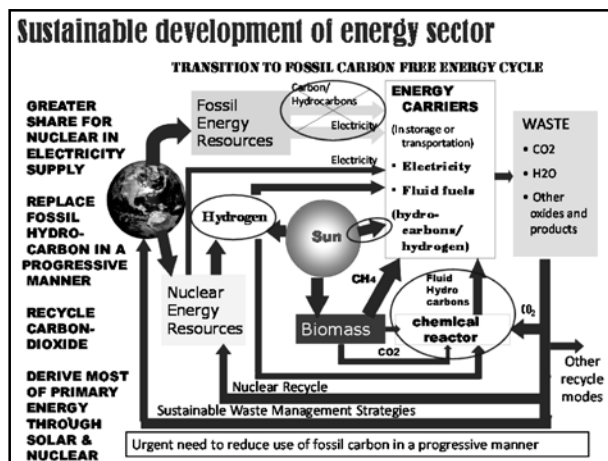 Sustainable development of energy sector
TRANSITION TO FOSSIL CARBON FREE ENERGY CYCLE
GREATER
SHARE FOR
NUCLEAR IN
ELECTRICITY
SUPPLY
REPLACE
FOSSIL
HYDRO-
CARBON IN A
PROGRESSIVE
MANNER
RECYCLE
CARBON-
DIOXIDE
DERIVE MOST
OF PRIMARY
ENERGY
THROUGH
SOLAR &
NUCLEAR
Fossil
Energy
Resources
Carbon/
Hydrocarbons
Electricity
Electricity
Hydrogen
Sun
Nuclear
Energy
Resources
Biomass
CH4
CO2
ENERGY
CARRIERS
(In storage or
transportation)
• Electricity
• Fluid fuels
(hydro-
carbons/
hydrogen)
Fluid
Hydro
carbons
chemical
reactor
CO2
WASTE
• CO2
• H2O
• Other
oxides and
products
Other
recycle
modes
Nuclear Recycle
Sustainable Waste Management Strategies
Urgent need to reduce use of fossil carbon in a progressive manner